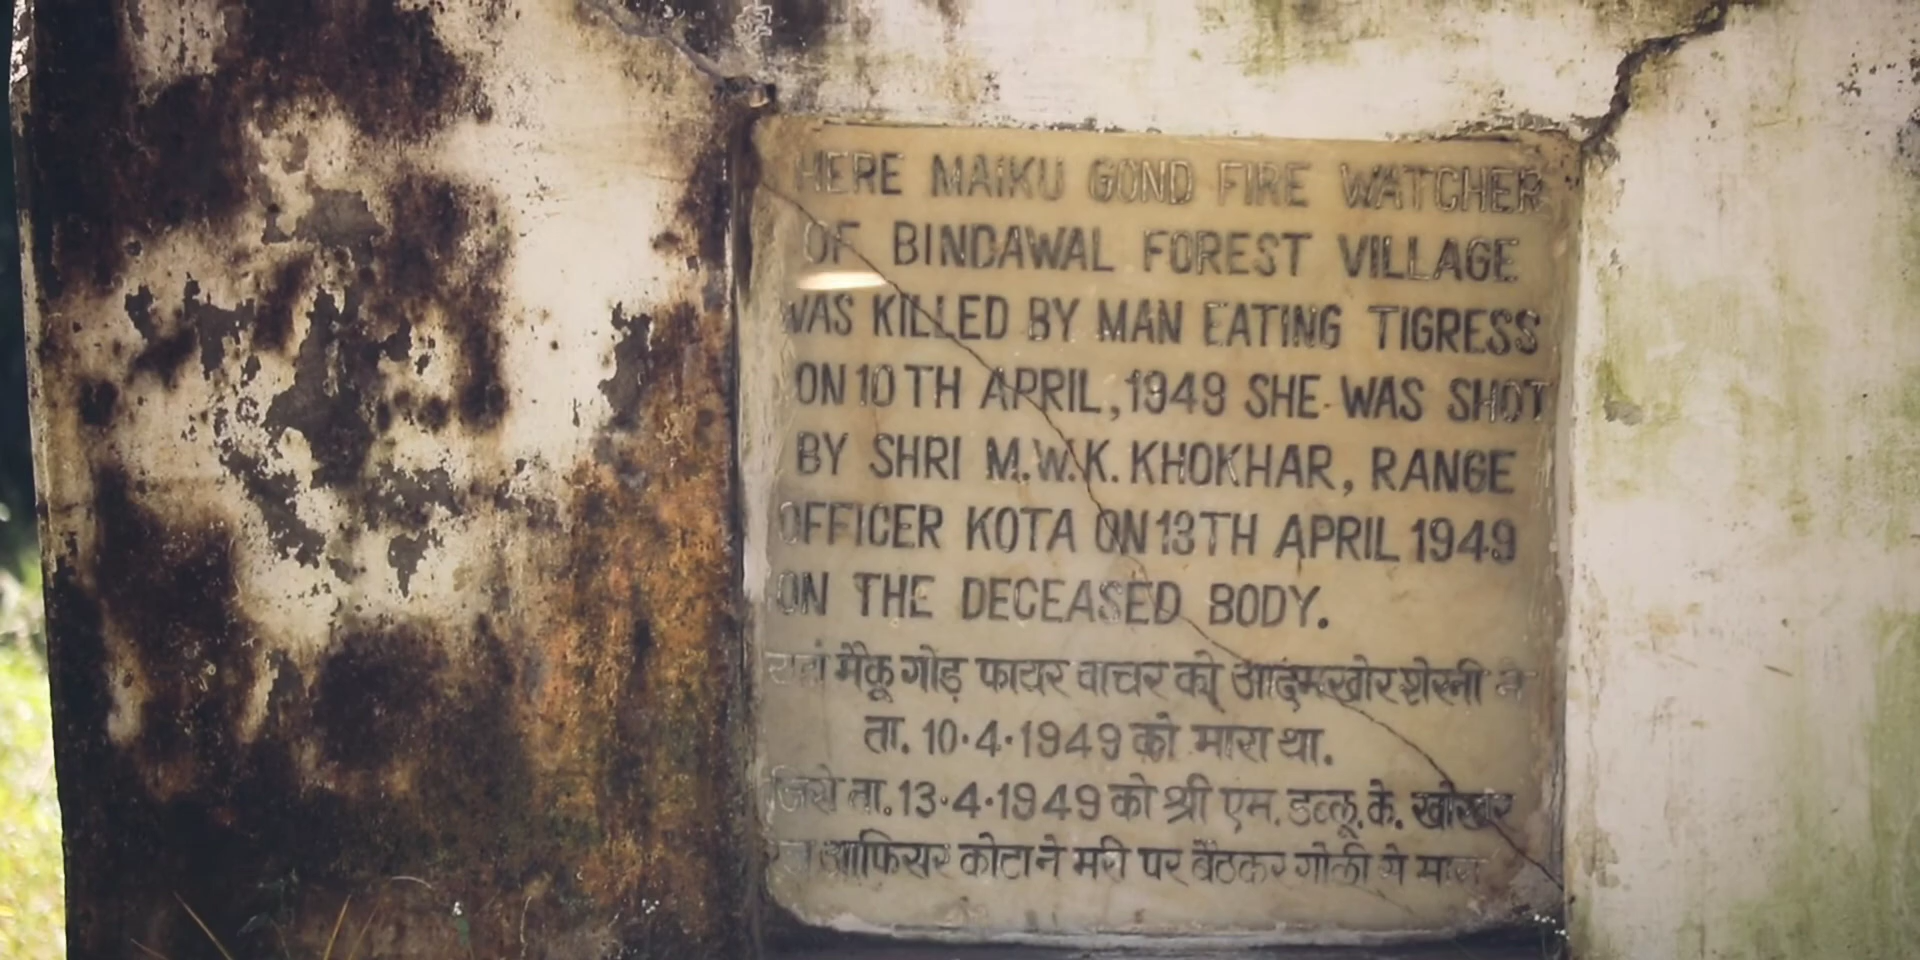 HERE MAIKU GOND FIRE WATCHER
OF BINDAWAL FOREST VILLAGE
WAS KILLED BY MAN EATING TIGRESS
ON 10 TH APRIL, 1949 SHE WAS SHOT
BY SHRI M.W.K. KHOKHAR, RANGE
OFFICER KOTA ON 13TH APRIL 1949
ON THE DECEASED BODY.
यहां मैकू गोड़ फायर वाचर को आदमखोर शेरनी ने
ता. 10.4.1949 को मारा था.
जिसे ता. 13.4.1949 को श्री एम. डब्लू. के. खोखर
आफिसर कोटा ने मरी पर बैठकर गोली से